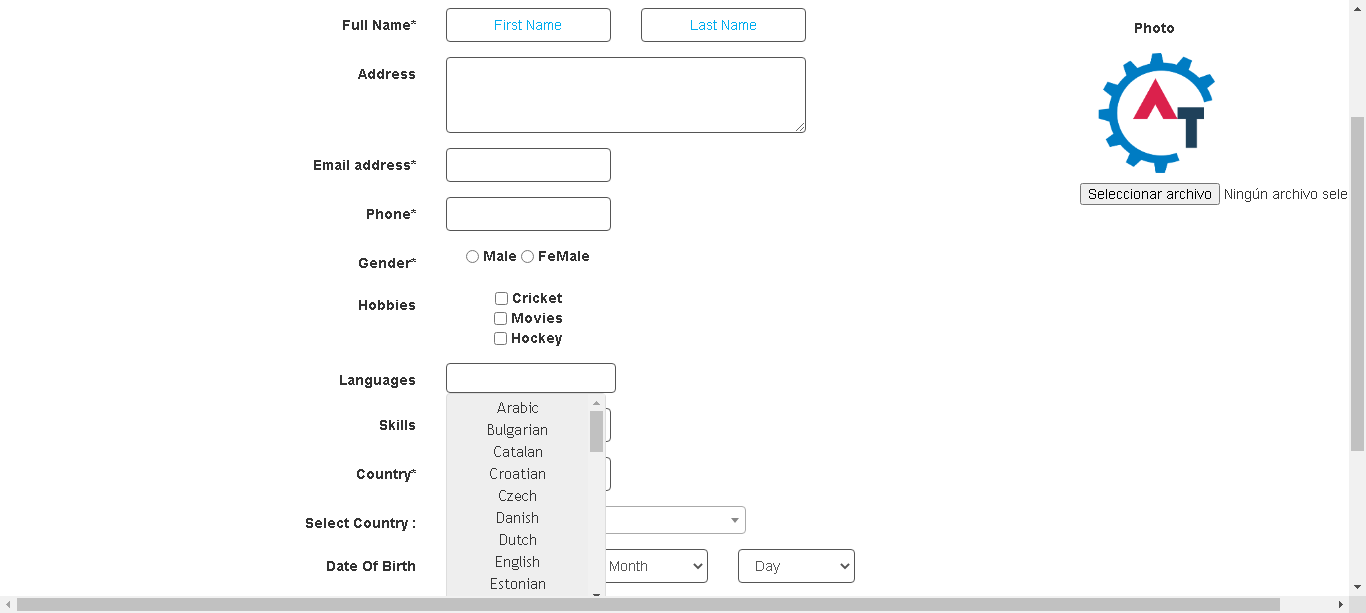 Full Name*
First Name
Last Name
Photo
Address
AT
Seleccionar archivo Ningún archivo sele
Email address*
Phone*
Gender*
Male FeMale
Hobbies
Cricket
Movies
Hockey
Languages
Arabic
Bulgarian
Catalan
Croatian
Czech
Danish
Dutch
English
Estonian
Skills
Country*
Select Country :
Date Of Birth
Month
Day